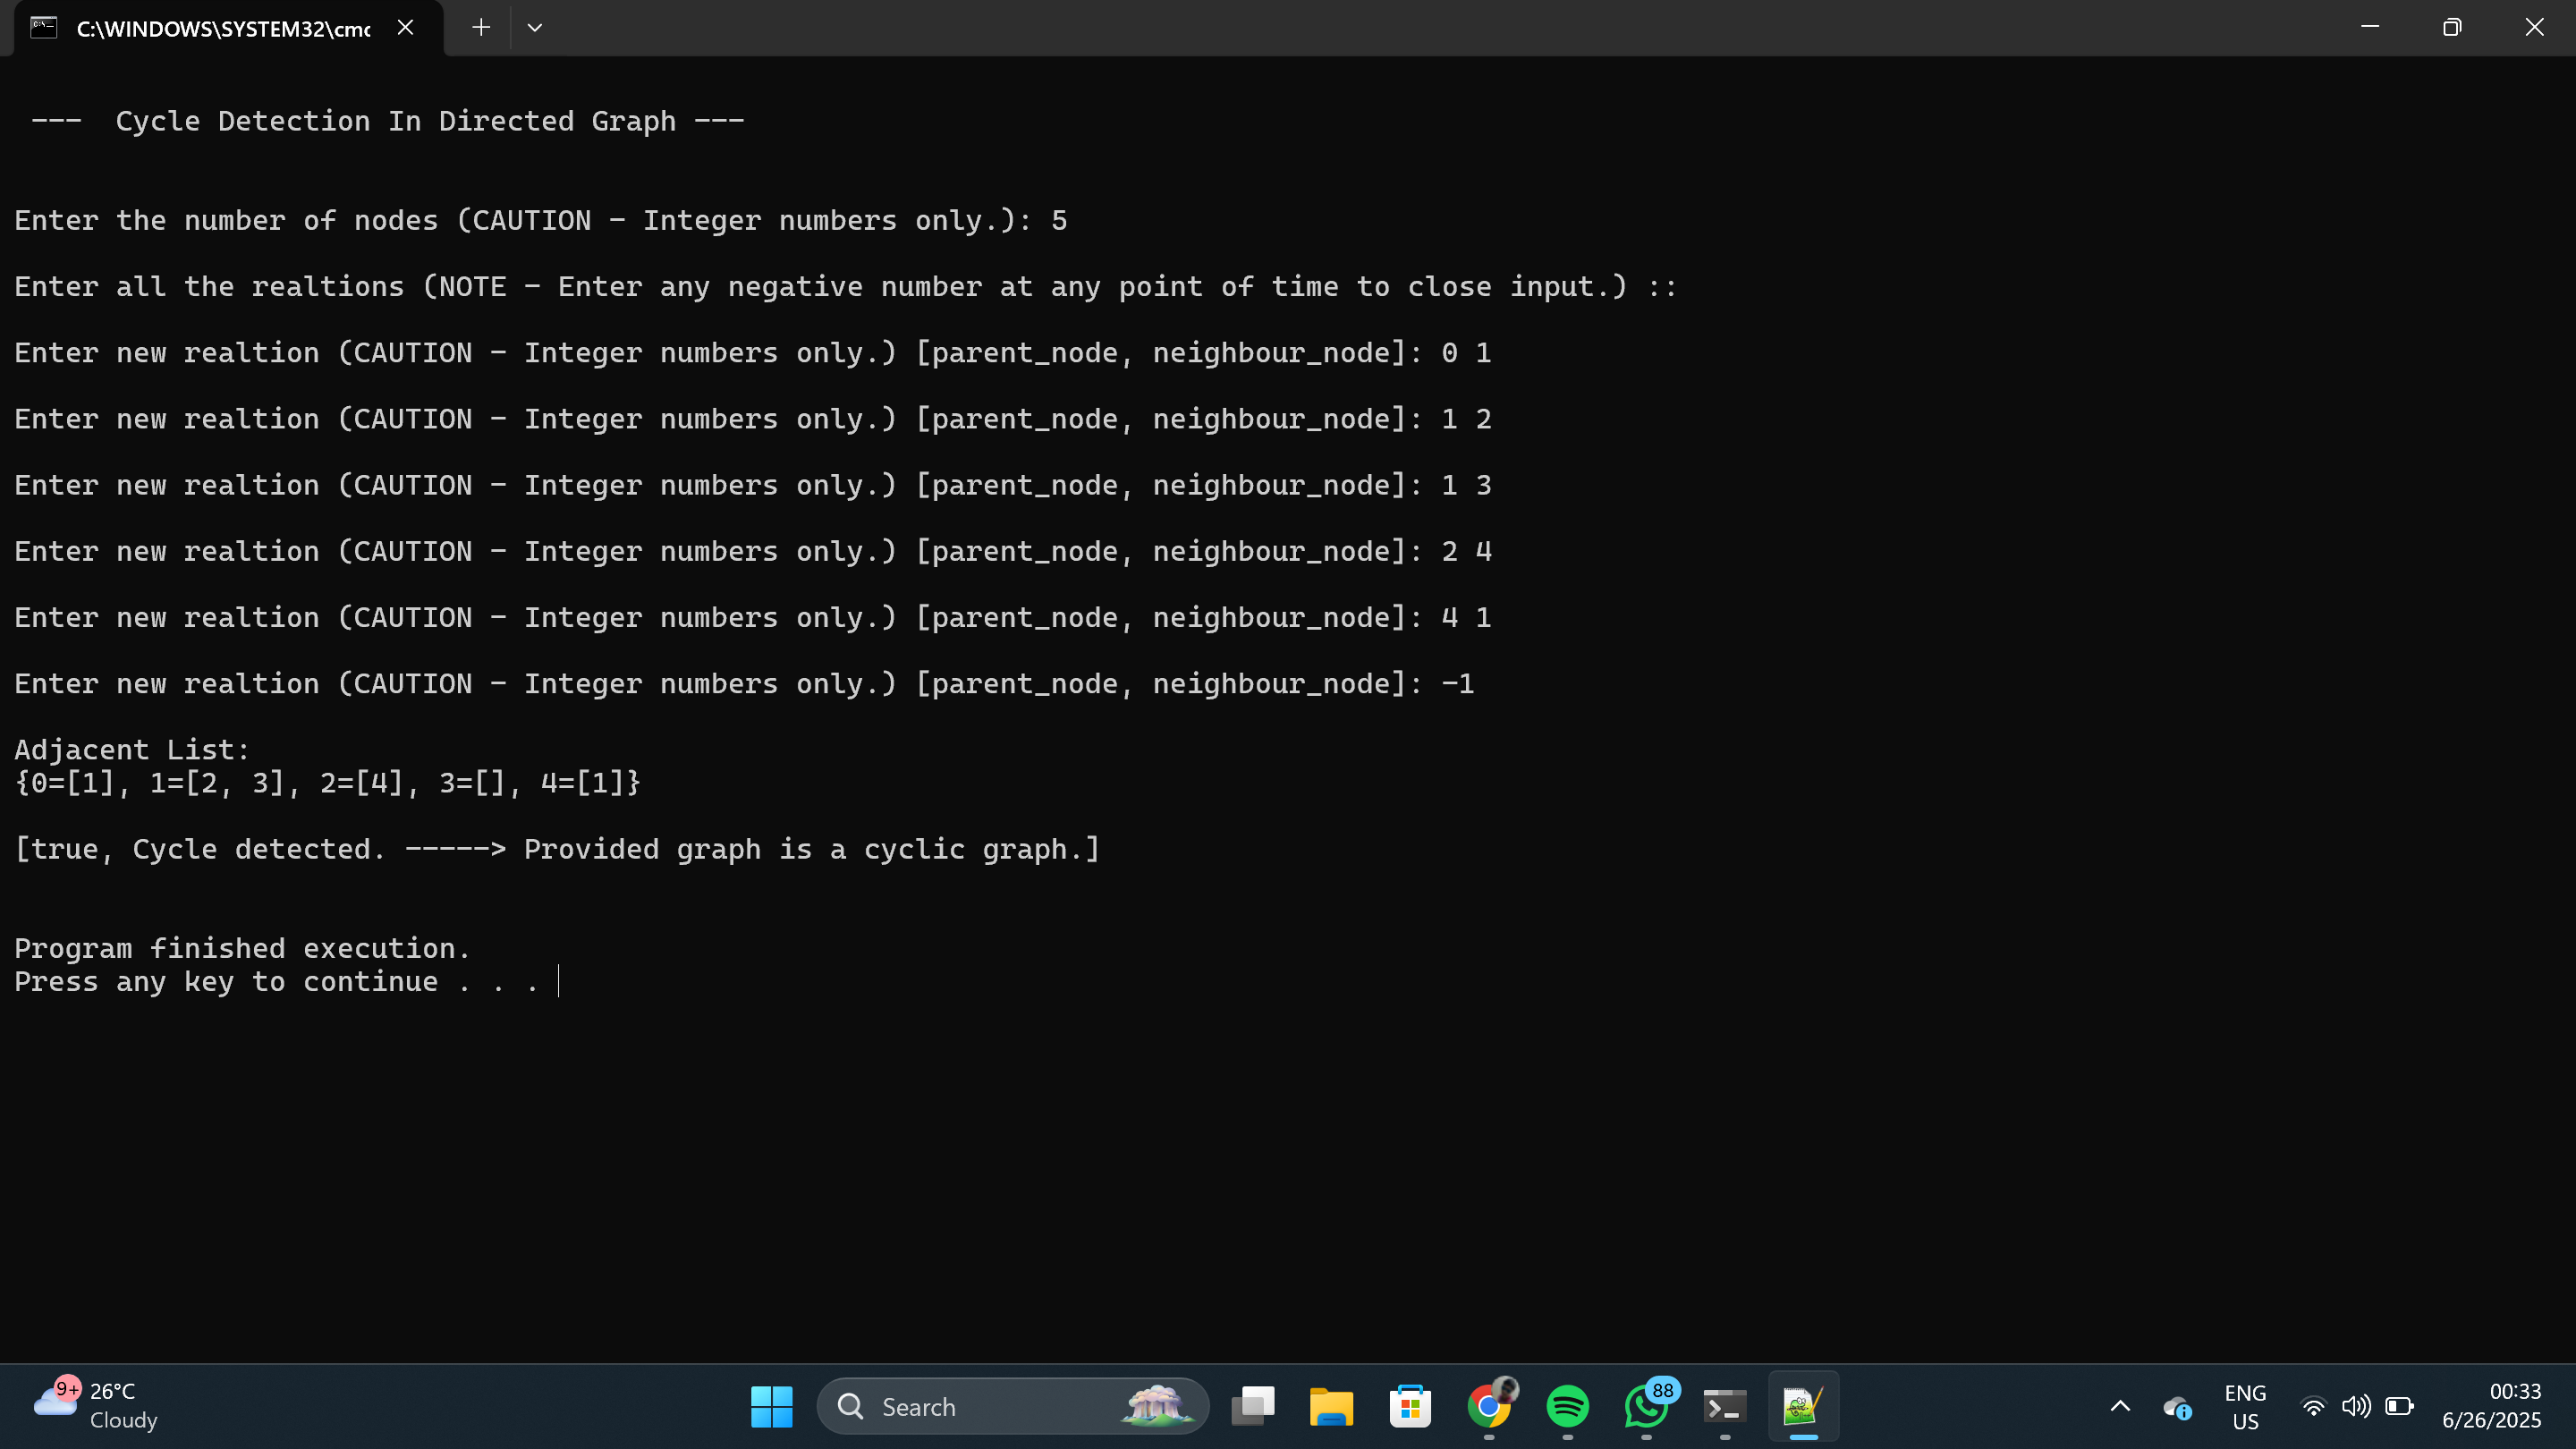 C:\WINDOWS\SYSTEM32\cmc
--- Cycle Detection In Directed Graph ---
Enter the number of nodes (CAUTION - Integer numbers only.): 5
Enter all the realtions (NOTE - Enter any negative number at any point of time to close input.) ::
Enter new realtion (CAUTION - Integer numbers only.) [parent_node, neighbour_node]: 0 1
Enter new realtion (CAUTION - Integer numbers only.) [parent_node, neighbour_node]: 1 2
Enter new realtion (CAUTION - Integer numbers only.) [parent_node, neighbour_node]: 1 3
Enter new realtion (CAUTION - Integer numbers only.) [parent_node, neighbour_node]: 2 4
Enter new realtion (CAUTION - Integer numbers only.) [parent_node, neighbour_node]: 4 1
Enter new realtion (CAUTION - Integer numbers only.) [parent_node, neighbour_node]: -1
Adjacent List:
{0=[1], 1=[2, 3], 2=[4], 3=[], 4=[1]}
[true, Cycle detected. -----> Provided graph is a cyclic graph.]
Program finished execution.
Press any key to continue . . .
9+
26°C
Cloudy
Search
88
ENG
US
00:33
6/26/2025